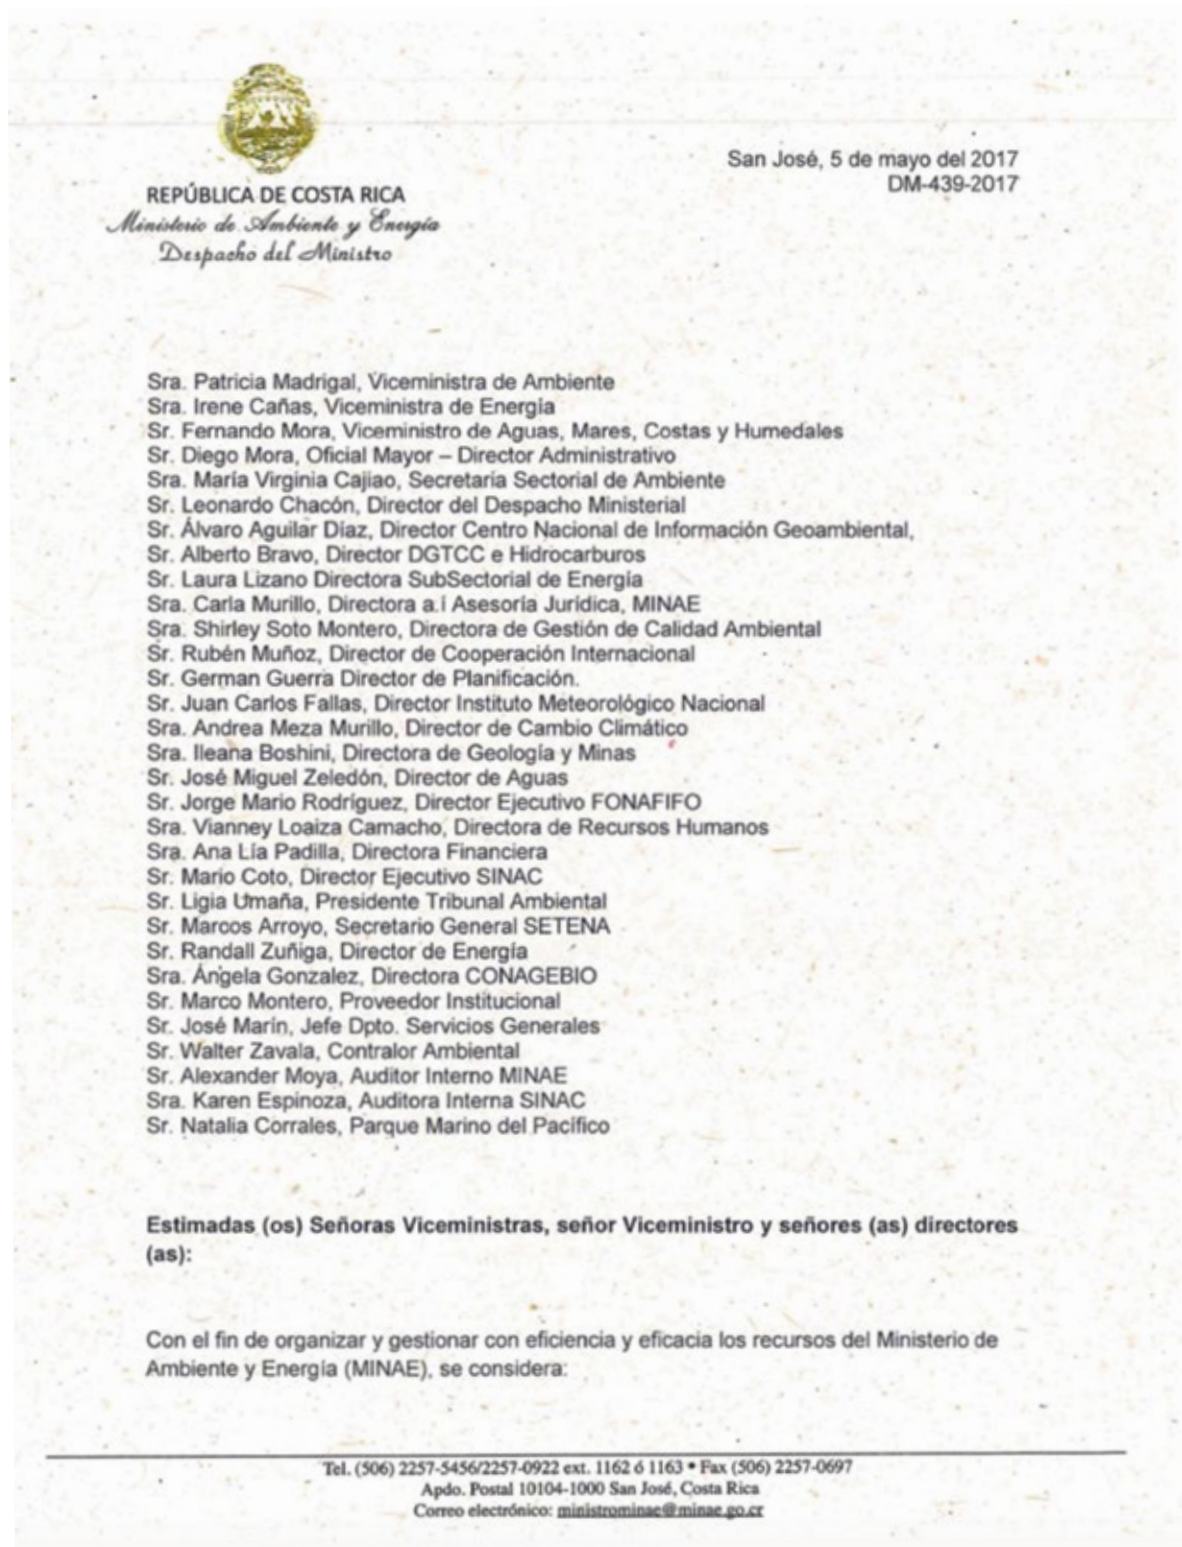 REPÚBLICA DE COSTA RICA
Ministerio de Ambiente y Energía
Despacho del Ministro
San José, 5 de mayo del 2017
DM-439-2017
Sra. Patricia Madrigal, Viceministra de Ambiente
Sra. Irene Cañas, Viceministra de Energía
Sr. Fernando Mora, Viceministro de Aguas, Mares, Costas y Humedales
Sr. Diego Mora, Oficial Mayor – Director Administrativo
Sra. María Virginia Cajiao, Secretaria Sectorial de Ambiente
Sr. Leonardo Chacón, Director del Despacho Ministerial
Sr. Álvaro Aguilar Díaz, Director Centro Nacional de Información Geoambiental,
Sr. Alberto Bravo, Director DGTCC e Hidrocarburos
Sr. Laura Lizano Directora SubSectorial de Energía
Sra. Carla Murillo, Directora a.i Asesoría Jurídica, MINAE
Sra. Shirley Soto Montero, Directora de Gestión de Calidad Ambiental
Sr. Rubén Muñoz, Director de Cooperación Internacional
Sr. German Guerra Director de Planificación.
Sr. Juan Carlos Fallas, Director Instituto Meteorológico Nacional
Sra. Andrea Meza Murillo, Director de Cambio Climático
Sra. Ileana Boshini, Directora de Geología y Minas
Sr. José Miguel Zeledón, Director de Aguas
Sr. Jorge Mario Rodríguez, Director Ejecutivo FONAFIFO
Sra. Vianney Loaiza Camacho, Directora de Recursos Humanos
Sra. Ana Lía Padilla, Directora Financiera
Sr. Mario Coto, Director Ejecutivo SINAC
Sr. Ligia Umaña, Presidente Tribunal Ambiental
Sr. Marcos Arroyo, Secretario General SETENA
Sr. Randall Zuñiga, Director de Energía
Sra. Ángela Gonzalez, Directora CONAGEBIO
Sr. Marco Montero, Proveedor Institucional
Sr. José Marín, Jefe Dpto. Servicios Generales
Sr. Walter Zavala, Contralor Ambiental
Sr. Alexander Moya, Auditor Interno MINAE
Sra. Karen Espinoza, Auditora Interna SINAC
Sr. Natalia Corrales, Parque Marino del Pacífico
Estimadas (os) Señoras Viceministras, señor Viceministro y señores (as) directores
(as):
Con el fin de organizar y gestionar con eficiencia y eficacia los recursos del Ministerio de
Ambiente y Energía (MINAE), se considera:
Tel. (506) 2257-5456/2257-0922 ext. 1162 ó 1163 • Fax (506) 2257-0697
Apdo. Postal 10104-1000 San José, Costa Rica
Correo electrónico: ministrominae@minae.go.cr